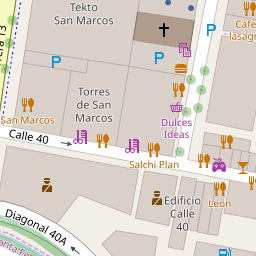 Tekto
San Marcos
Cafe
lasagn
P
P
P
Torres
de San
Marcos
San Marcos
Dulces
Ideas
Calle 40
Salchi Plan
Edificio
Calle
40
Leon
Diagonal 40A